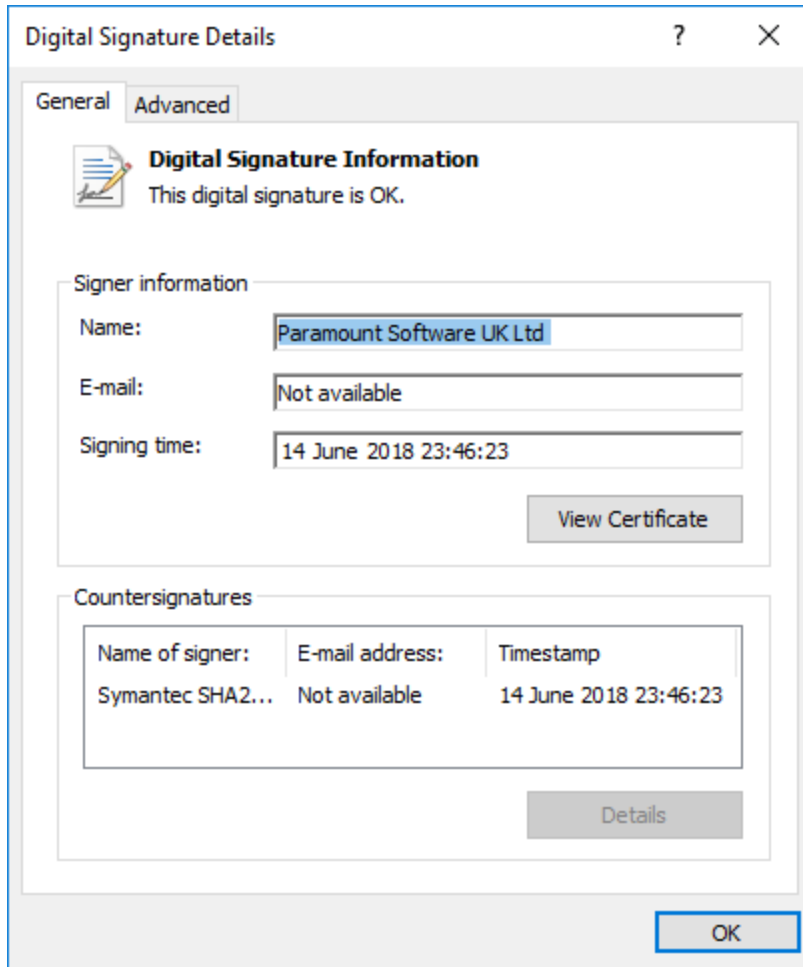 Digital Signature Details ? X
General Advanced
Digital Signature Information
This digital signature is OK.
Signer information
Name: Paramount Software UK Ltd
E-mail: Not available
Signing time: 14 June 2018 23:46:23
View Certificate
Countersignatures
Name of signer: E-mail address: Timestamp
Symantec SHA2... Not available 14 June 2018 23:46:23
Details
OK